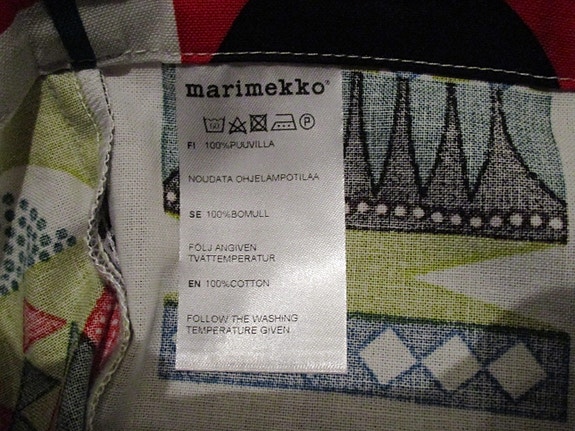 marimekko®
P
FI 100%PUUVILLA
NOUDATA OHJELAMPOTILAA
SE 100%BOMULL
FÖLJ ANGIVEN
TVÄTTEMPERATUR
EN 100%COTTON
FOLLOW THE WASHING
TEMPERATURE GIVEN